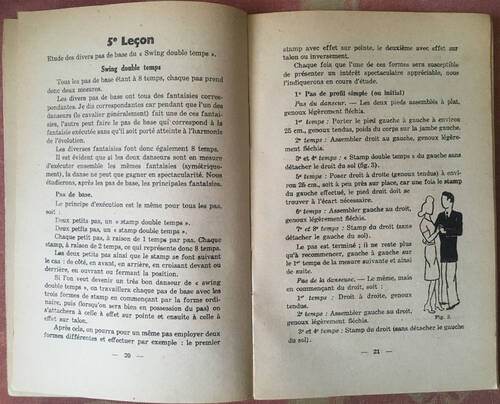 5e Leçon
Etude des divers pas de base du « Swing double temps ».
Swing double temps
Tous les pas de base étant à 8 temps, chaque pas prend
donc deux mesures.
Les divers pas de base ont tous des fantaisies corres-
pondantes. Je dis correspondantes car pendant que l'un des
danseurs (le cavalier généralement) fait une de ces fantai-
sies, l'autre peut faire le pas de base qui correspond à la
fantaisie exécutée sans qu'il soit porté atteinte à l'harmonie
de l'évolution.
Les diverses fantaisies font donc également 8 temps.
Il est évident que si les deux danseurs sont en mesure
d'exécuter ensemble les mêmes fantaisies (symétrique-
ment), la danse ne peut que gagner en spectacularité. Nous
étudierons, après les pas de base, les principales fantaisies.
Pas de base.
Le principe d'exécution est le même pour tous les pas,
soit :
Deux petits pas, un « stamp double temps ».
Deux petits pas, un « stamp double temps ».
Chaque petit pas, à raison de 1 temps par pas. Chaque
stamp, à raison de 2 temps, ce qui représente bien 8 temps.
Les deux petits pas ainsi que le stamp se font suivant
le cas : de côté, en avant, en arrière, en croisant devant ou
derrière, en ouvrant ou fermant la position.
Si l'on veut devenir un très bon danseur de « swing
double temps », on travaillera chaque pas de base avec les
trois formes de stamp en commençant par la forme ordi-
naire, puis (lorsqu'on sera bien en possession du pas) on
s'attachera à celle à effet sur pointe et ensuite à celle à
effet sur talon.
Après cela, on pourra pour un même pas employer deux
formes différentes et effectuer par exemple : le premier
— 20 —
stamp avec effet sur pointe, le deuxième avec effet sur
talon ou inversement.
Chaque fois que l'une de ces formes sera susceptible
de présenter un intérêt spectaculaire appréciable, nous
l'indiquerons en cours d'étude.
1° Pas de profil simple (ou initial)
Pas du danseur. — Les deux pieds assemblés à plat,
genoux légèrement fléchis.
1er temps : Porter le pied gauche à gauche à environ
25 cm., genoux tendus, poids du corps sur la jambe gauche.
2e temps : Assembler droit au gauche, genoux légère-
ment fléchis.
3e et 4e temps : « Stamp double temps » du gauche sans
détacher le droit du sol (fig. 3).
5e temps : Poser droit à droite (genoux tendus) à environ
25 cm., soit à peu près sur place, car une fois le stamp
du gauche effectué, le pied droit doit se
trouver à l'écart nécessaire.
6e temps : Assembler gauche au droit,
genoux légèrement fléchis.
7e et 8e temps : Stamp du droit (sans
détacher le gauche du sol).
Le pas est terminé ; il ne reste plus
qu'à recommencer, gauche à gauche sur
le 1er temps de la mesure suivante et ainsi
de suite.
Pas de la danseuse. — Le même, mais
en commençant du droit, soit :
1er temps : Droit à droite, genoux
tendus.
2e temps : Assembler gauche au droit,
genoux légèrement fléchis.
3e et 4e temps : Stamp du droit (sans détacher le gauche
du sol).
Fig. 3.
— 21 —